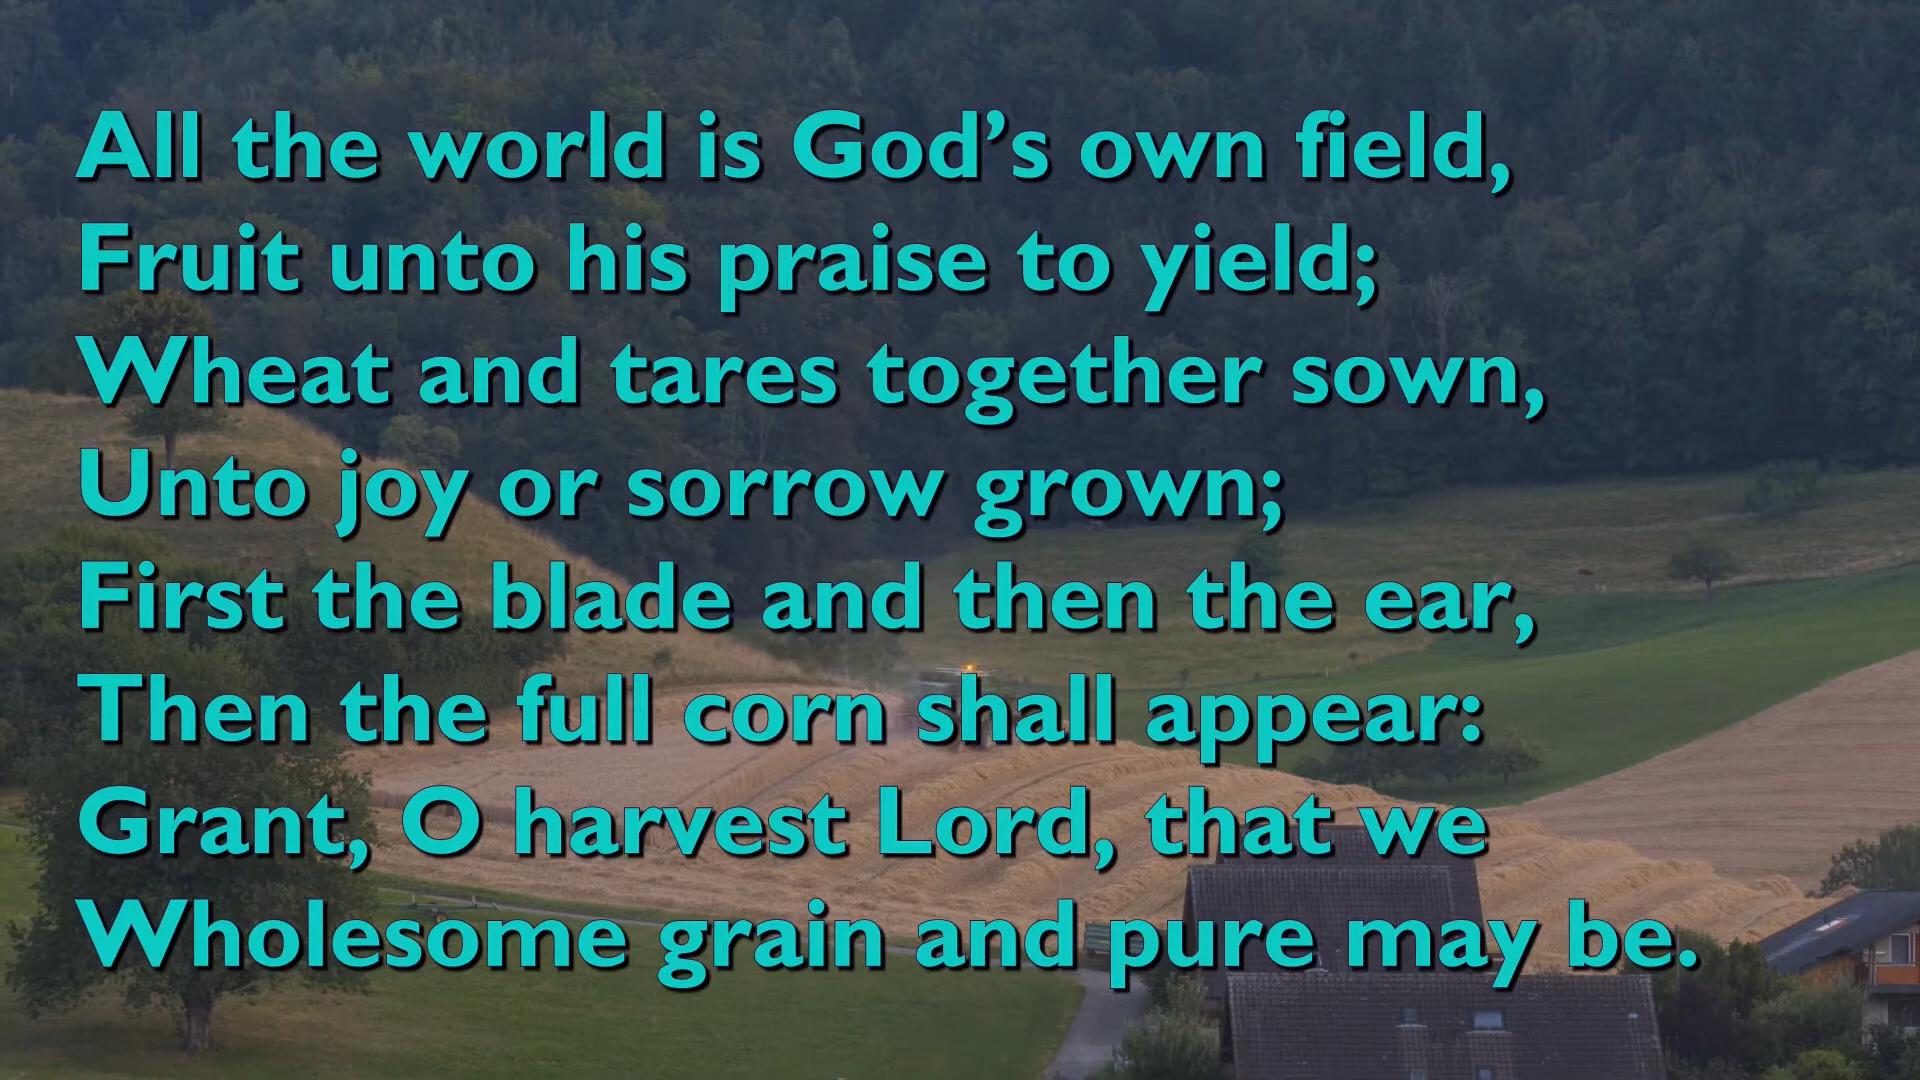 All the world is God’s own field,
Fruit unto his praise to yield;
Wheat and tares together sown,
Unto joy or sorrow grown;
First the blade and then the ear,
Then the full corn shall appear:
Grant, O harvest Lord, that we
Wholesome grain and pure may be.